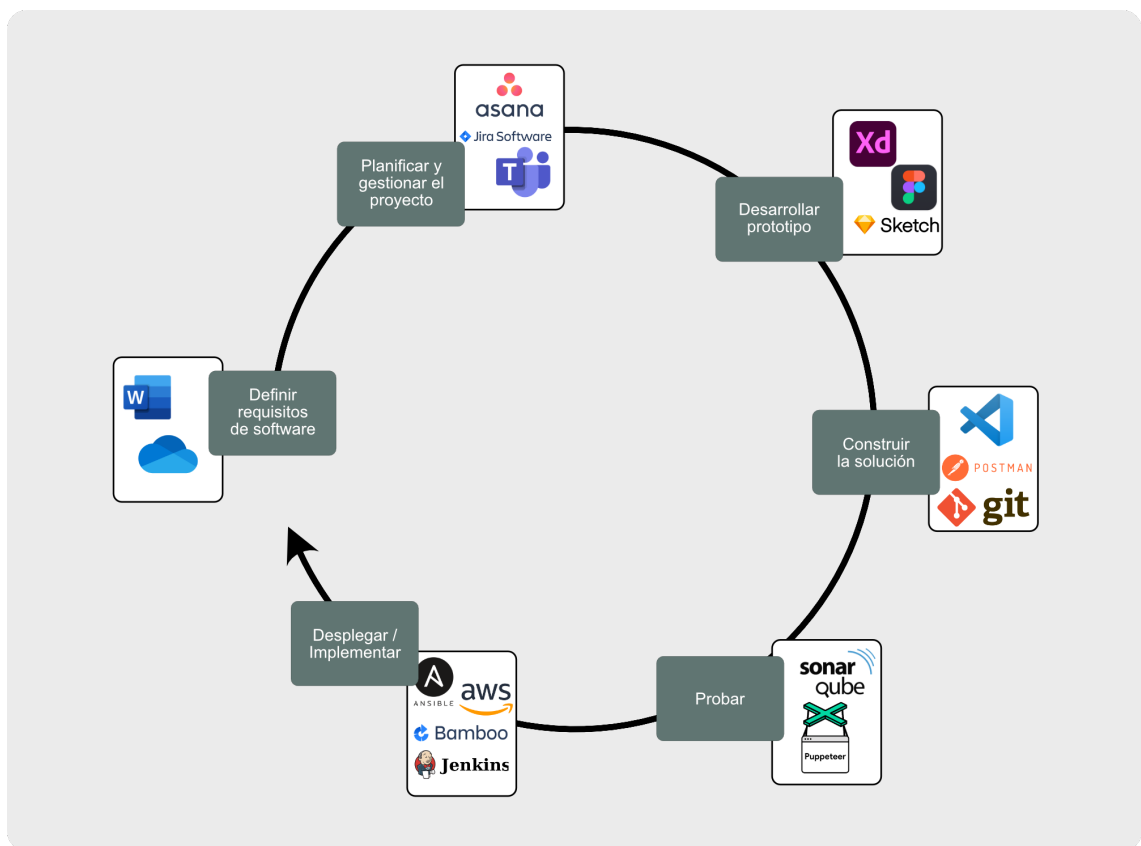 asana
Jira Software
T
Planificar y
gestionar el
proyecto
Xd
Sketch
Desarrollar
prototipo
W
Definir
requisitos
de software
Construir
la solución
POSTMAN
git
Desplegar /
Implementar
ANSIBLE
aws
Bamboo
Jenkins
Probar
sonar
qube
Puppeteer